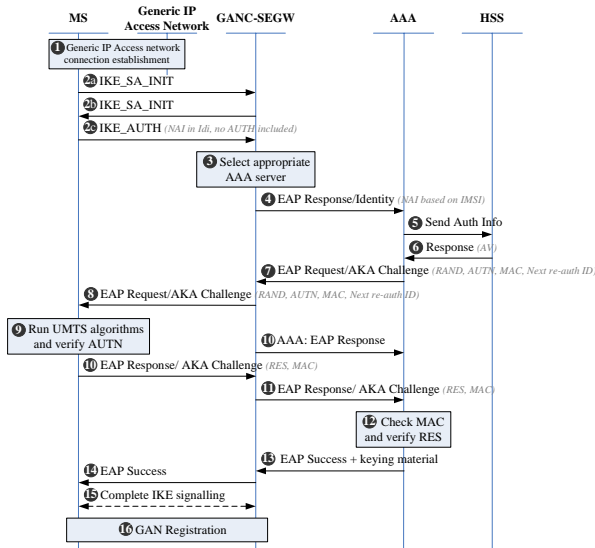 MS
Generic IP
Access Network
GANC-SEGW
AAA
HSS
1 Generic IP Access network
connection establishment
2a IKE_SA_INIT
2b IKE_SA_INIT
2c IKE_AUTH (NAI in Idi, no AUTH included)
3 Select appropriate
AAA server
4 EAP Response/Identity (NAI based on IMSI)
5 Send Auth Info
6 Response (AV)
7 EAP Request/AKA Challenge (RAND, AUTN, MAC, Next re-auth ID)
8 EAP Request/AKA Challenge (RAND, AUTN, MAC, Next re-auth ID)
9 Run UMTS algorithms
and verify AUTN
10 AAA: EAP Response
10 EAP Response/ AKA Challenge (RES, MAC)
11 EAP Response/ AKA Challenge (RES, MAC)
12 Check MAC
and verify RES
13 EAP Success + keying material
14 EAP Success
15 Complete IKE signalling
16 GAN Registration